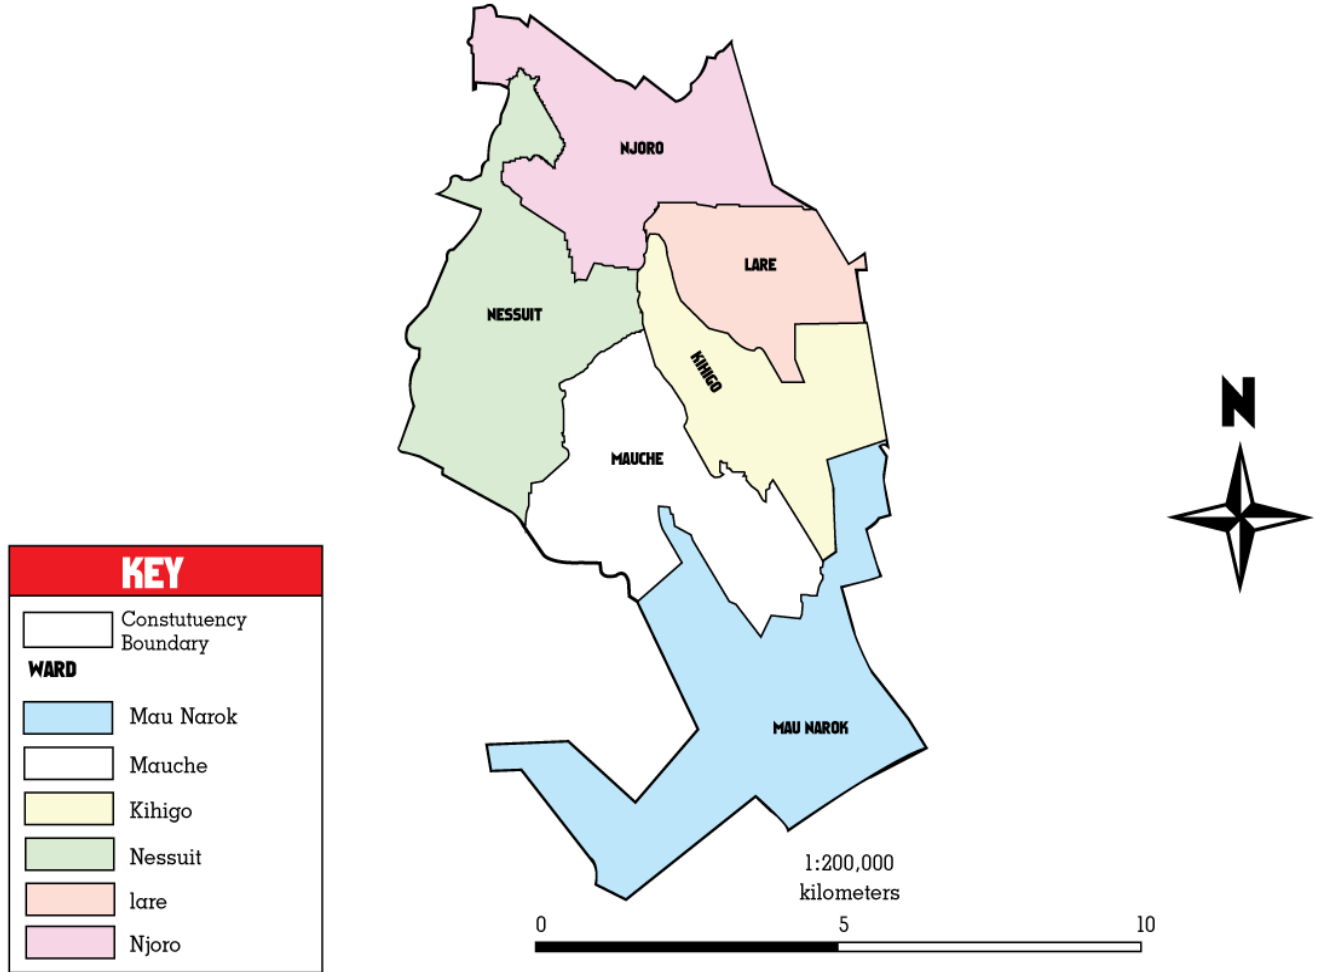 NJORO
LARE
NESSUIT
KIHIGO
MAUCHE
MAU NAROK
N
KEY
Constutuency
Boundary
WARD
Mau Narok
Mauche
Kihigo
Nessuit
lare
Njoro
1:200,000
kilometers
0 5 10